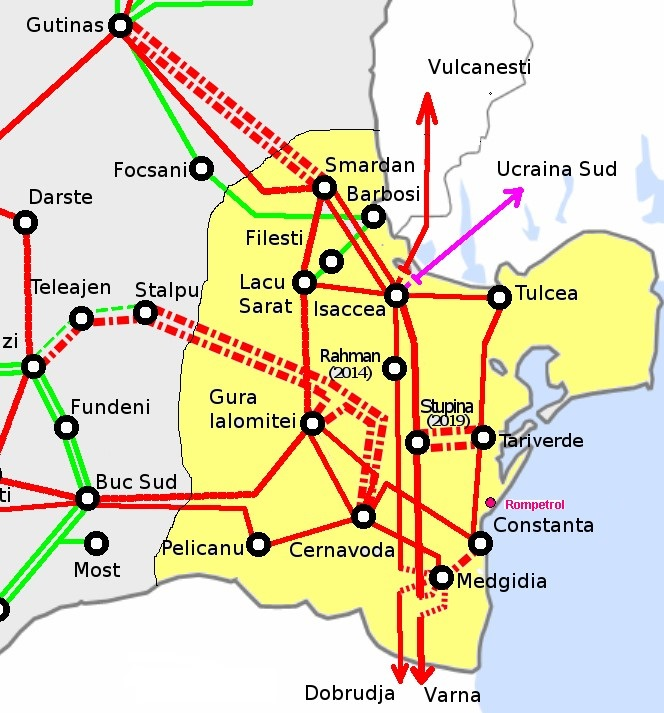 Gutinas
Vulcanesti
Focsani
Smardan
Ucraina Sud
Darste
Barbosi
Filesti
Teleajen
Stalpu
Lacu
Sarat
Isaccea
Tulcea
zi
Rahman
(2014)
Fundeni
Gura
Ialomitei
Stupina
(2019)
Tariverde
Buc Sud
ti
Rompetrol
Constanta
Pelicanu
Cernavoda
Most
Medgidia
Dobrudja
Varna